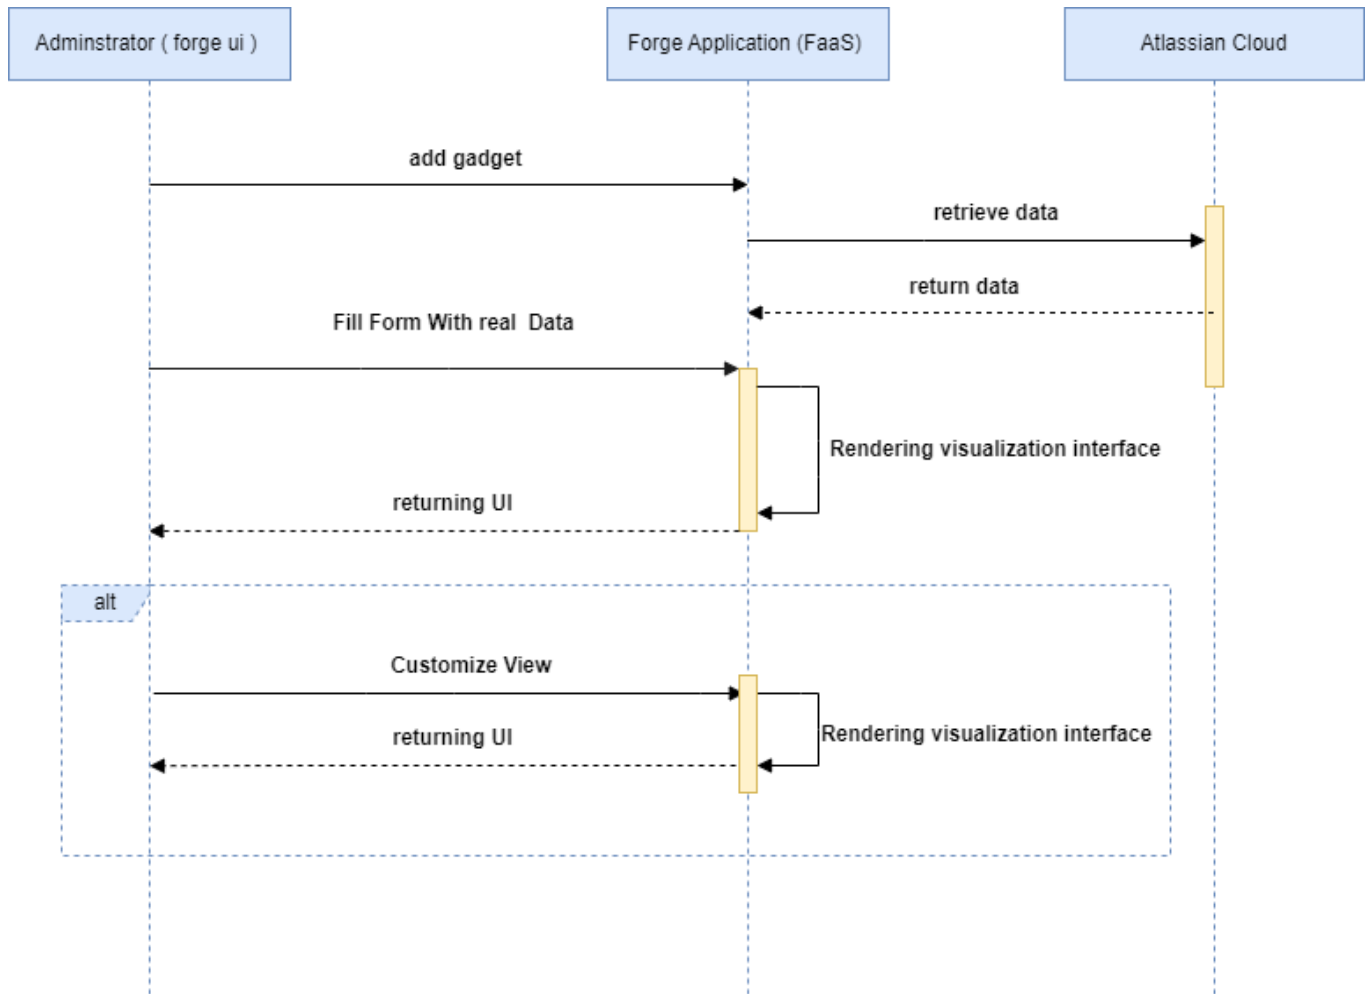 Adminstrator ( forge ui )
Forge Application (FaaS)
Atlassian Cloud
add gadget
retrieve data
return data
Fill Form With real  Data
Rendering visualization interface
returning UI
alt
Customize View
Rendering visualization interface
returning UI